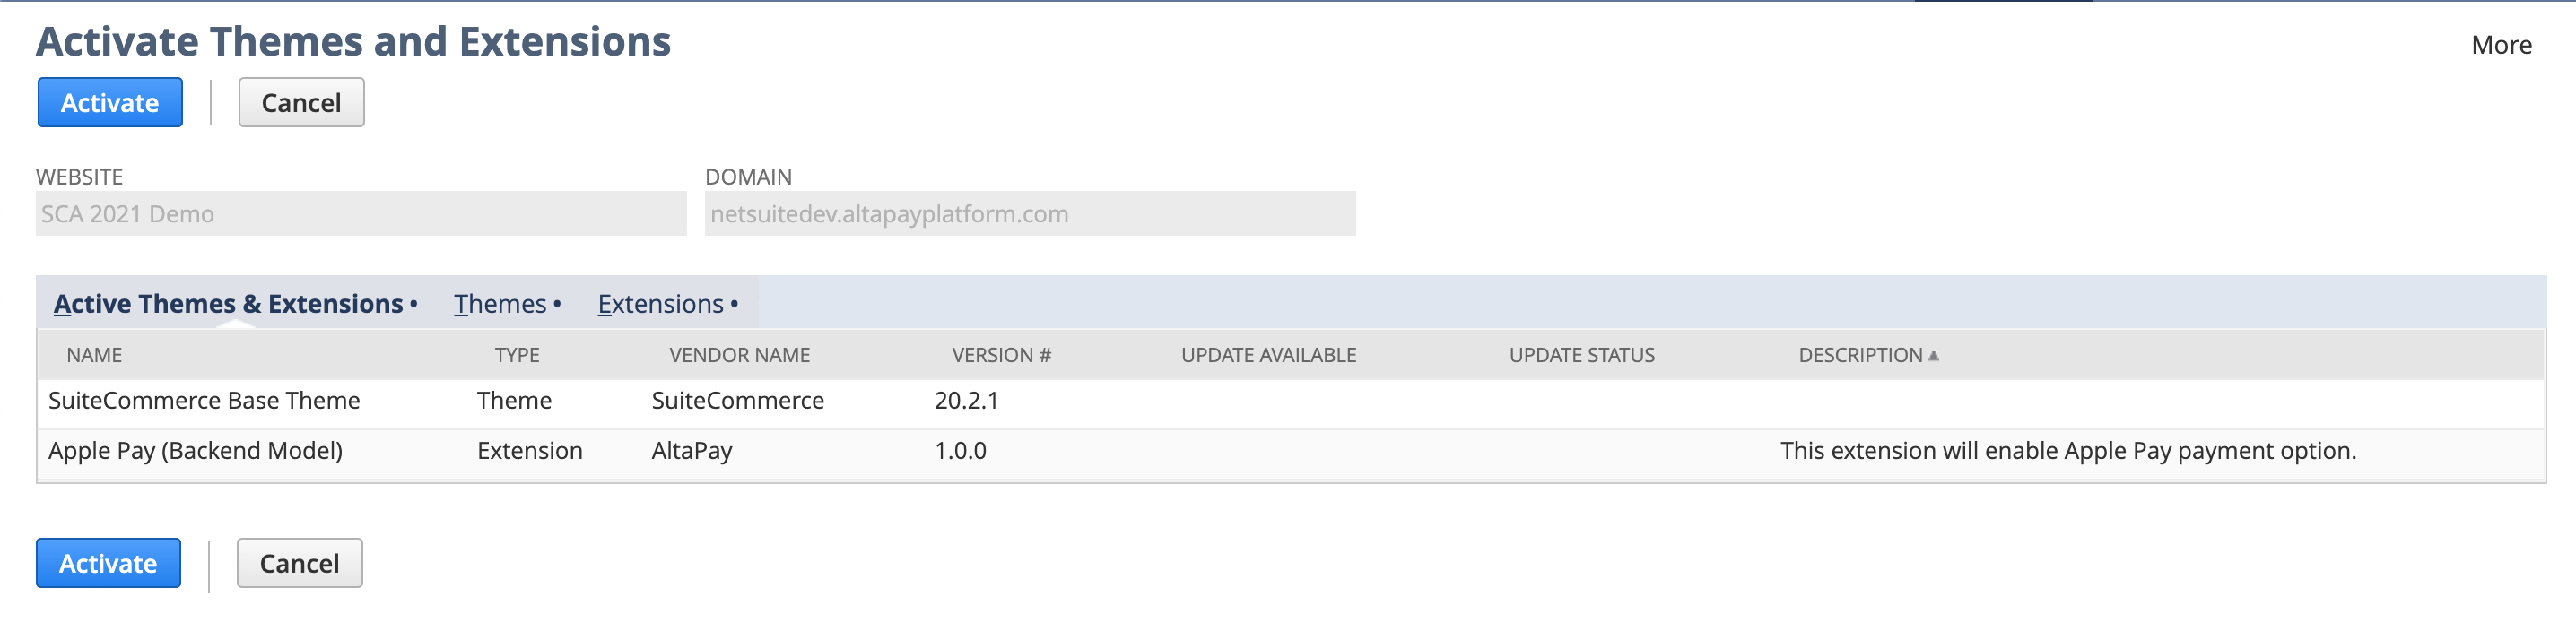 Activate Themes and Extensions
More
Activate Cancel
WEBSITE DOMAIN
SCA 2021 Demo netsuitedev.altapayplatform.com
Active Themes & Extensions • Themes • Extensions •
NAME TYPE VENDOR NAME VERSION # UPDATE AVAILABLE UPDATE STATUS DESCRIPTION ▲
SuiteCommerce Base Theme Theme SuiteCommerce 20.2.1
Apple Pay (Backend Model) Extension AltaPay 1.0.0 This extension will enable Apple Pay payment option.
Activate Cancel